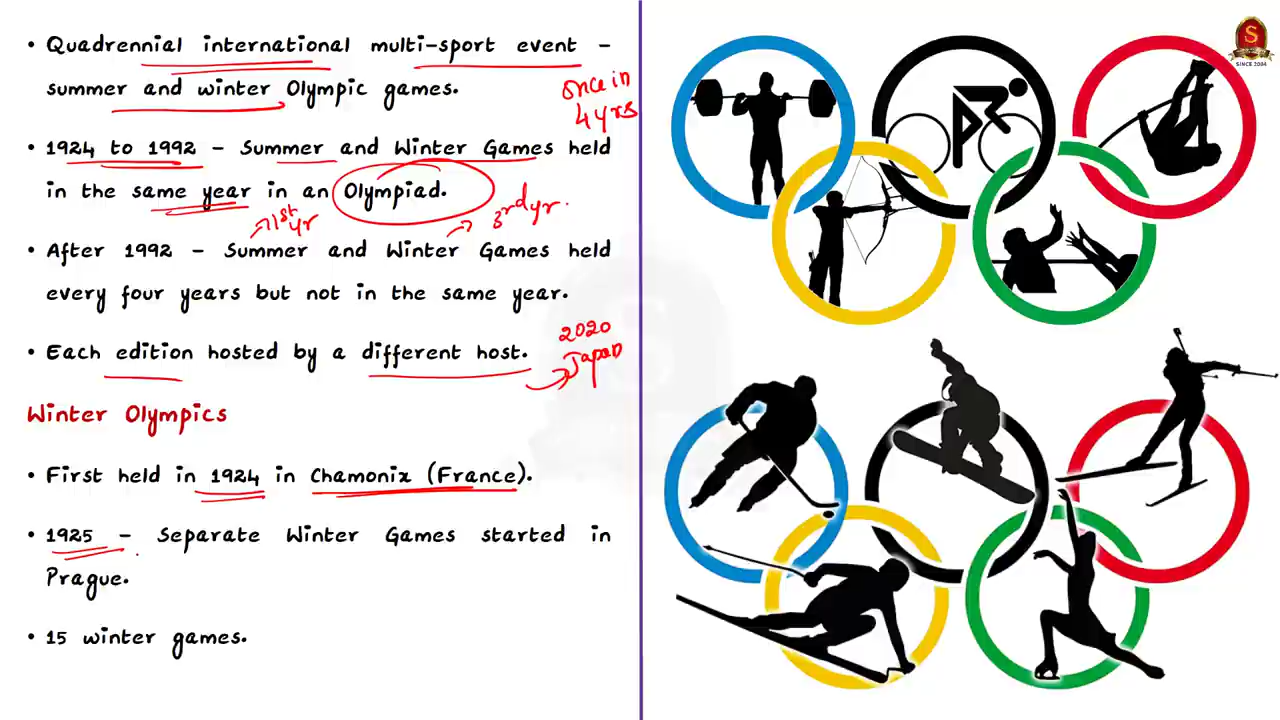 • Quadrennial international multi-sport event –
summer and winter Olympic games.
once in
4 yrs
• 1924 to 1992 – Summer and Winter Games held
in the same year in an Olympiad.
1st yr
3rd yr.
• After 1992 – Summer and Winter Games held
every four years but not in the same year.
• Each edition hosted by a different host.
2020
Japan
Winter Olympics
• First held in 1924 in Chamonix (France).
• 1925 – Separate Winter Games started in
Prague.
• 15 winter games.
S
SINCE 2004